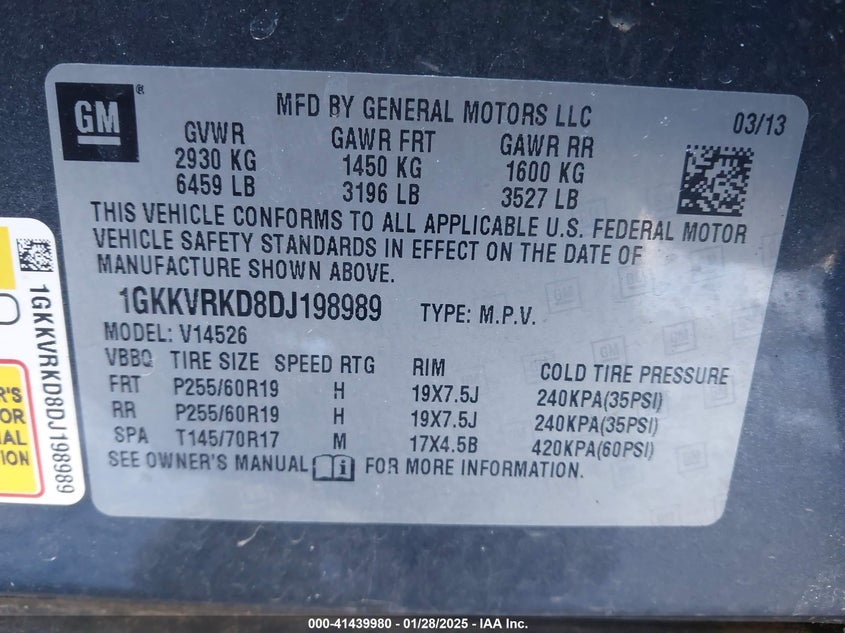 GM ®
MFD BY GENERAL MOTORS LLC
03/13
GVWR GAWR FRT GAWR RR
2930 KG 1450 KG 1600 KG
6459 LB 3196 LB 3527 LB
THIS VEHICLE CONFORMS TO ALL APPLICABLE U.S. FEDERAL MOTOR
VEHICLE SAFETY STANDARDS IN EFFECT ON THE DATE OF
MANUFACTURE SHOWN ABOVE.
1GKKVRKD8DJ198989 TYPE: M.P.V.
MODEL: V14526
VBBQ TIRE SIZE SPEED RTG RIM COLD TIRE PRESSURE
FRT P255/60R19 H 19X7.5J 240KPA(35PSI)
RR P255/60R19 H 19X7.5J 240KPA(35PSI)
SPA T145/70R17 M 17X4.5B 420KPA(60PSI)
SEE OWNER'S MANUAL i FOR MORE INFORMATION.
1GKKVRKD8DJ198989
000-41439980 - 01/28/2025 - IAA Inc.